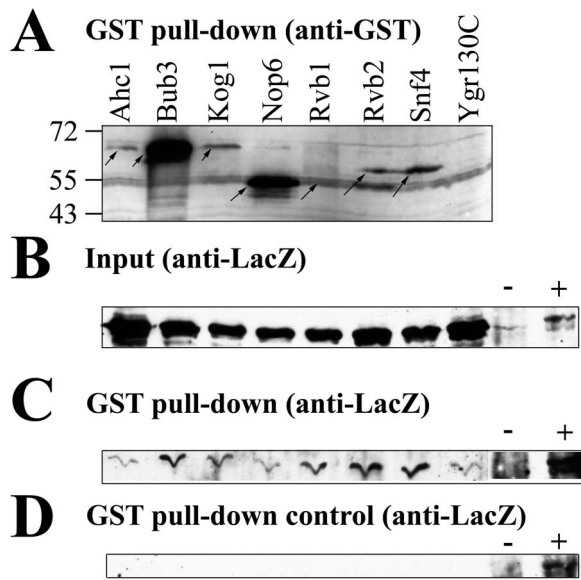 A GST pull-down (anti-GST)
Ahc1 Bub3 Kog1 Nop6 Rvb1 Rvb2 Snf4 Ygr130C
72
55
43
B Input (anti-LacZ)
- +
C GST pull-down (anti-LacZ)
- +
D GST pull-down control (anti-LacZ)
- +